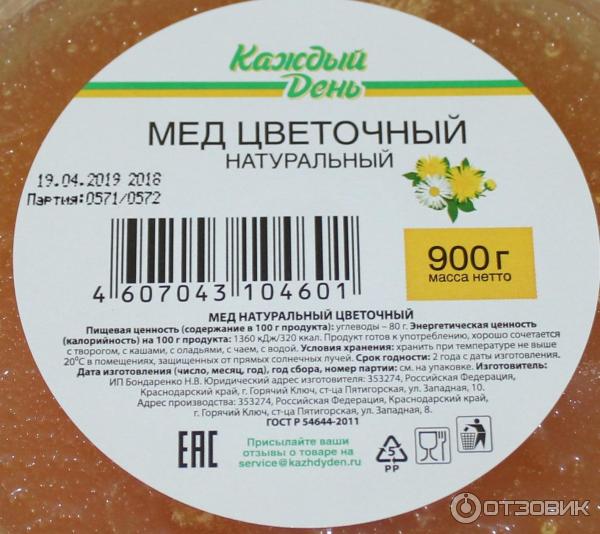 Каждый
День
МЕД ЦВЕТОЧНЫЙ
НАТУРАЛЬНЫЙ
19.04.2019 2018
Партия:0571/0572
4 607043 104601
900 г
масса нетто
МЕД НАТУРАЛЬНЫЙ ЦВЕТОЧНЫЙ
Пищевая ценность (содержание в 100 г продукта): углеводы – 80 г. Энергетическая ценность
(калорийность) на 100 г продукта: 1360 кДж/320 ккал. Продукт готов к употреблению, хорошо сочетается
с творогом, с кашами, с оладьями, с чаем, с водой. Условия хранения: хранить при температуре не выше
20°С в помещениях, защищенных от прямых солнечных лучей. Срок годности: 2 года с даты изготовления.
Дата изготовления (число, месяц, год), год сбора, номер партии: см. на упаковке. Изготовитель:
ИП Бондаренко Н.В. Юридический адрес изготовителя: 353274, Российская Федерация,
Краснодарский край, г. Горячий Ключ, ст-ца Пятигорская, ул. Западная, 10.
Адрес производства: 353274, Российская Федерация, Краснодарский край,
г. Горячий Ключ, ст-ца Пятигорская, ул. Западная, 8.
ГОСТ Р 54644-2011
ЕАС
Присылайте ваши
отзывы о товаре на
service@kazhdyden.ru
5
PP
ОТЗОВИК